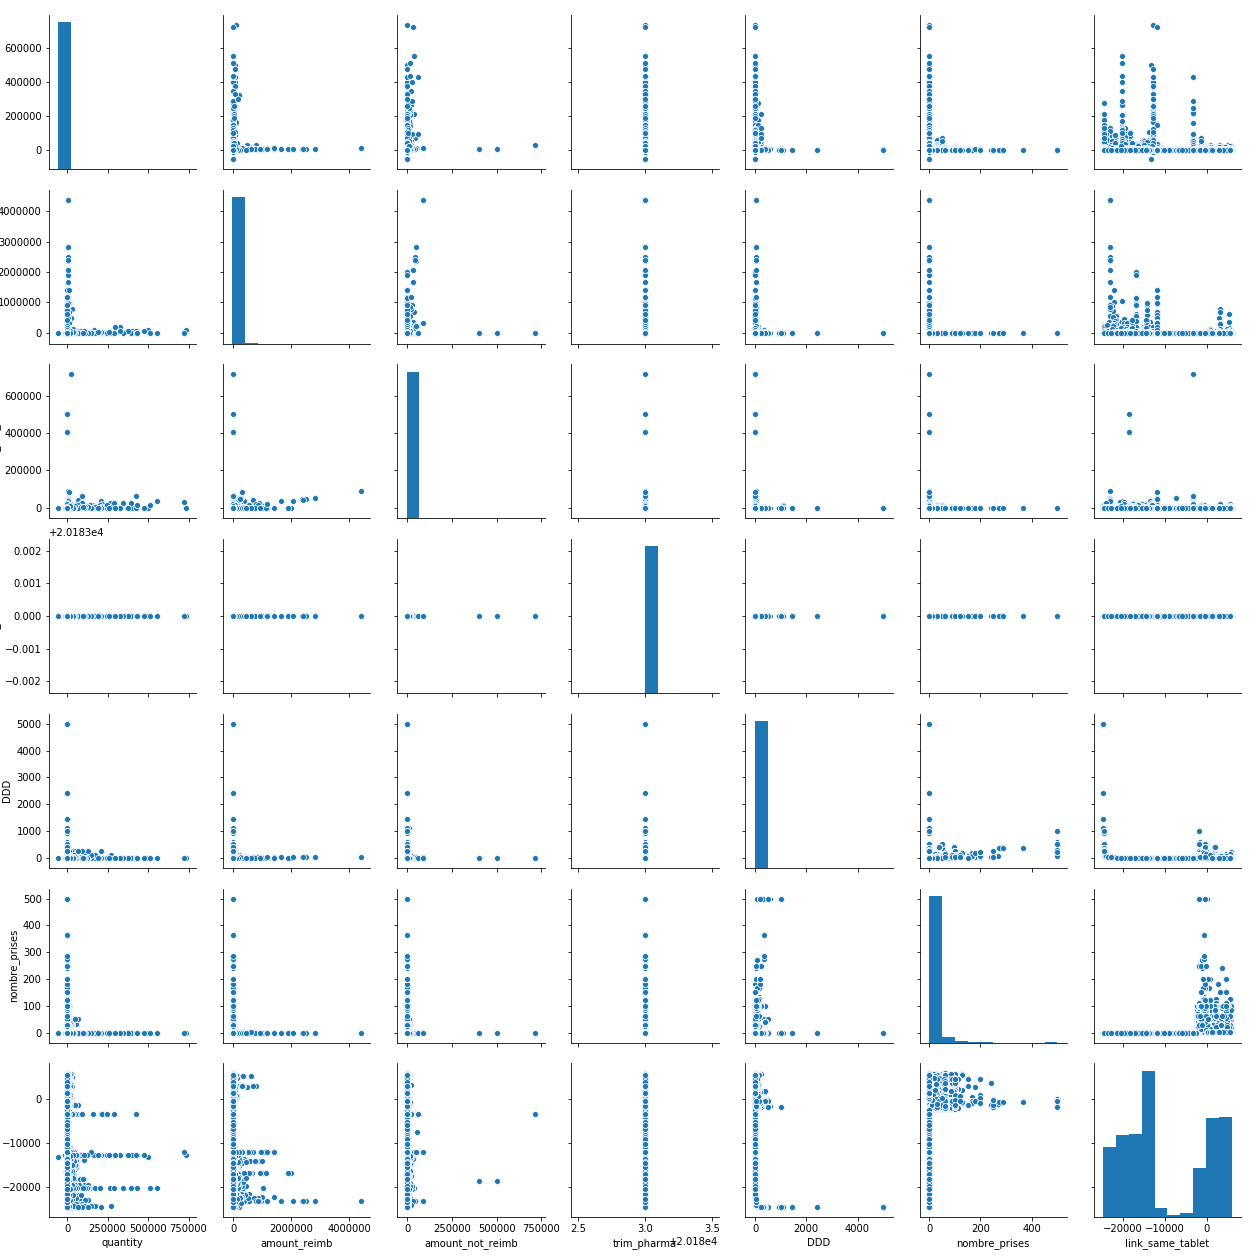 600000
400000
200000
0
4000000
3000000
2000000
1000000
0
600000
400000
200000
0
+2.0183e4
0.002
0.001
0.000
−0.001
−0.002
5000
4000
3000
2000
1000
0
DDD
500
400
300
200
100
0
nombre_prises
0
−10000
−20000
0 250000 500000 750000
0 2000000 4000000
0 250000 500000 750000
2.5 3.0 3.5
0 2000 4000
0 200 400
−20000 −10000 0
+2.018e4
quantity amount_reimb amount_not_reimb trim_pharma DDD nombre_prises link_same_tablet